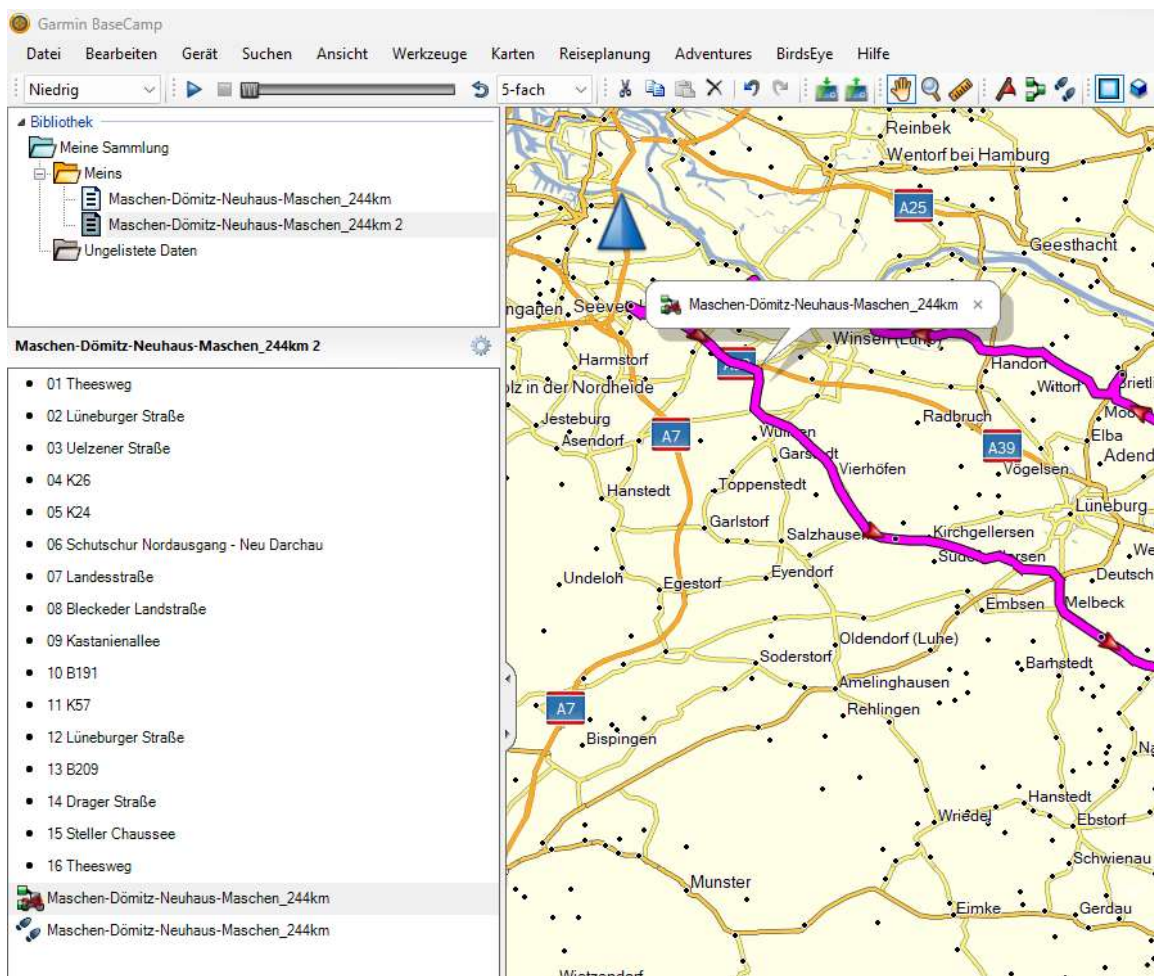 Garmin BaseCamp
Datei Bearbeiten Gerät Suchen Ansicht Werkzeuge Karten Reiseplanung Adventures BirdsEye Hilfe
Niedrig 5-fach
Bibliothek
Meine Sammlung
Meins
Maschen-Dömitz-Neuhaus-Maschen_244km
Maschen-Dömitz-Neuhaus-Maschen_244km 2
Ungelistete Daten
Maschen-Dömitz-Neuhaus-Maschen_244km 2
01 Theesweg
02 Lüneburger Straße
03 Uelzener Straße
04 K26
05 K24
06 Schutschur Nordausgang - Neu Darchau
07 Landesstraße
08 Bleckeder Landstraße
09 Kastanienallee
10 B191
11 K57
12 Lüneburger Straße
13 B209
14 Drager Straße
15 Steller Chaussee
16 Theesweg
Maschen-Dömitz-Neuhaus-Maschen_244km
Maschen-Dömitz-Neuhaus-Maschen_244km
Reinbek
Wentorf bei Hamburg
A25
Geesthacht
Maschen-Dömitz-Neuhaus-Maschen_244km
Winsen (Luhe)
Harmstorf
Handorf
in der Nordheide
Wittorf
Jesteburg
Radbruch
Asendorf
A7
Elba
A39
Vierhöfen
Vögelsen
Hanstedt
Toppenstedt
Lüneburg
Garlstorf
Salzhausen
Kirchgellersen
Undeloh
Egestorf
Eyendorf
Embsen
Melbeck
Oldendorf (Luhe)
Soderstorf
Barnstedt
Amelinghausen
A7
Rehlingen
Bispingen
Hanstedt
Wriedel
Ebstorf
Schwienau
Munster
Eimke
Gerdau